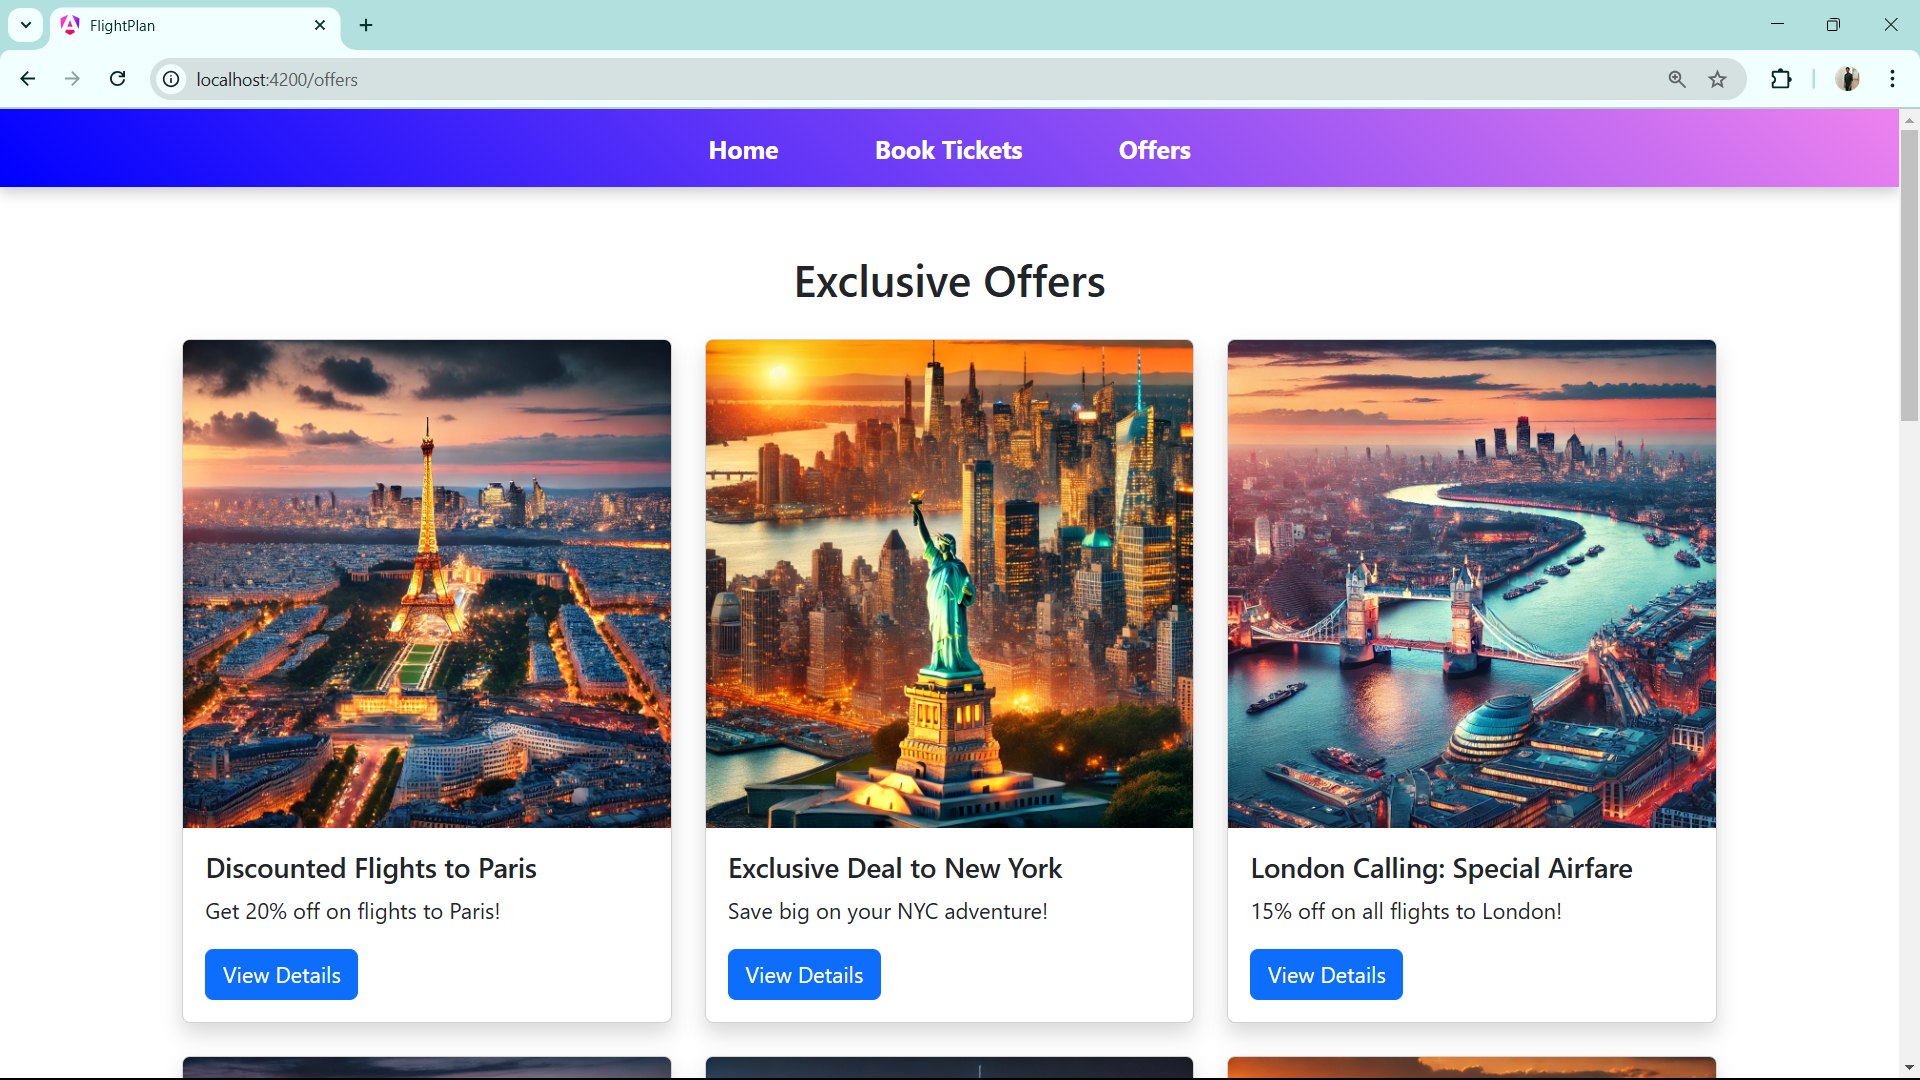 FlightPlan
localhost:4200/offers
Home Book Tickets Offers
Exclusive Offers
Discounted Flights to Paris
Get 20% off on flights to Paris!
View Details
Exclusive Deal to New York
Save big on your NYC adventure!
View Details
London Calling: Special Airfare
15% off on all flights to London!
View Details